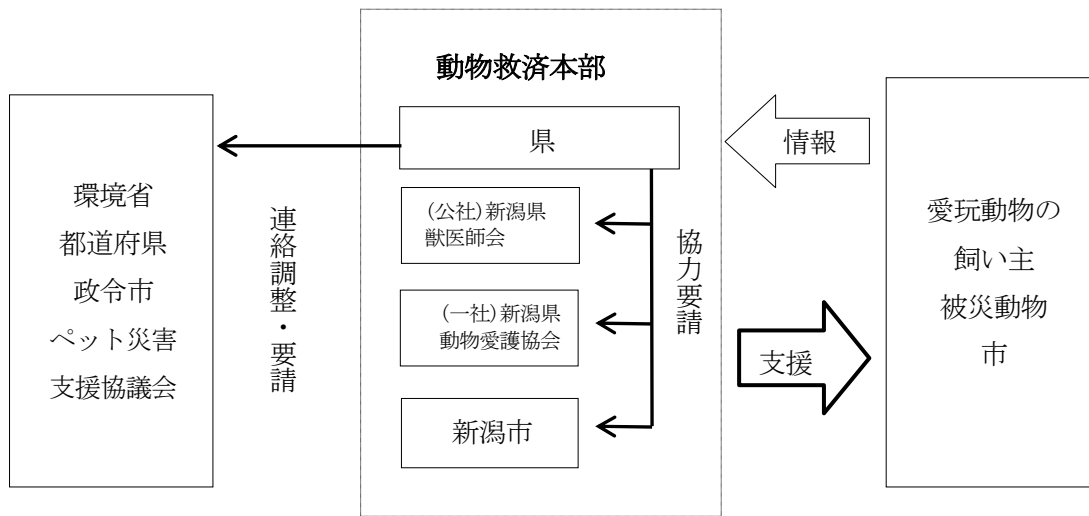 動物救済本部
環境省
都道府県
政令市
ペット災害
支援協議会
連絡調整・要請
県
(公社)新潟県
獣医師会
(一社)新潟県
動物愛護協会
新潟市
協力要請
情報
支援
愛玩動物の
飼い主
被災動物
市